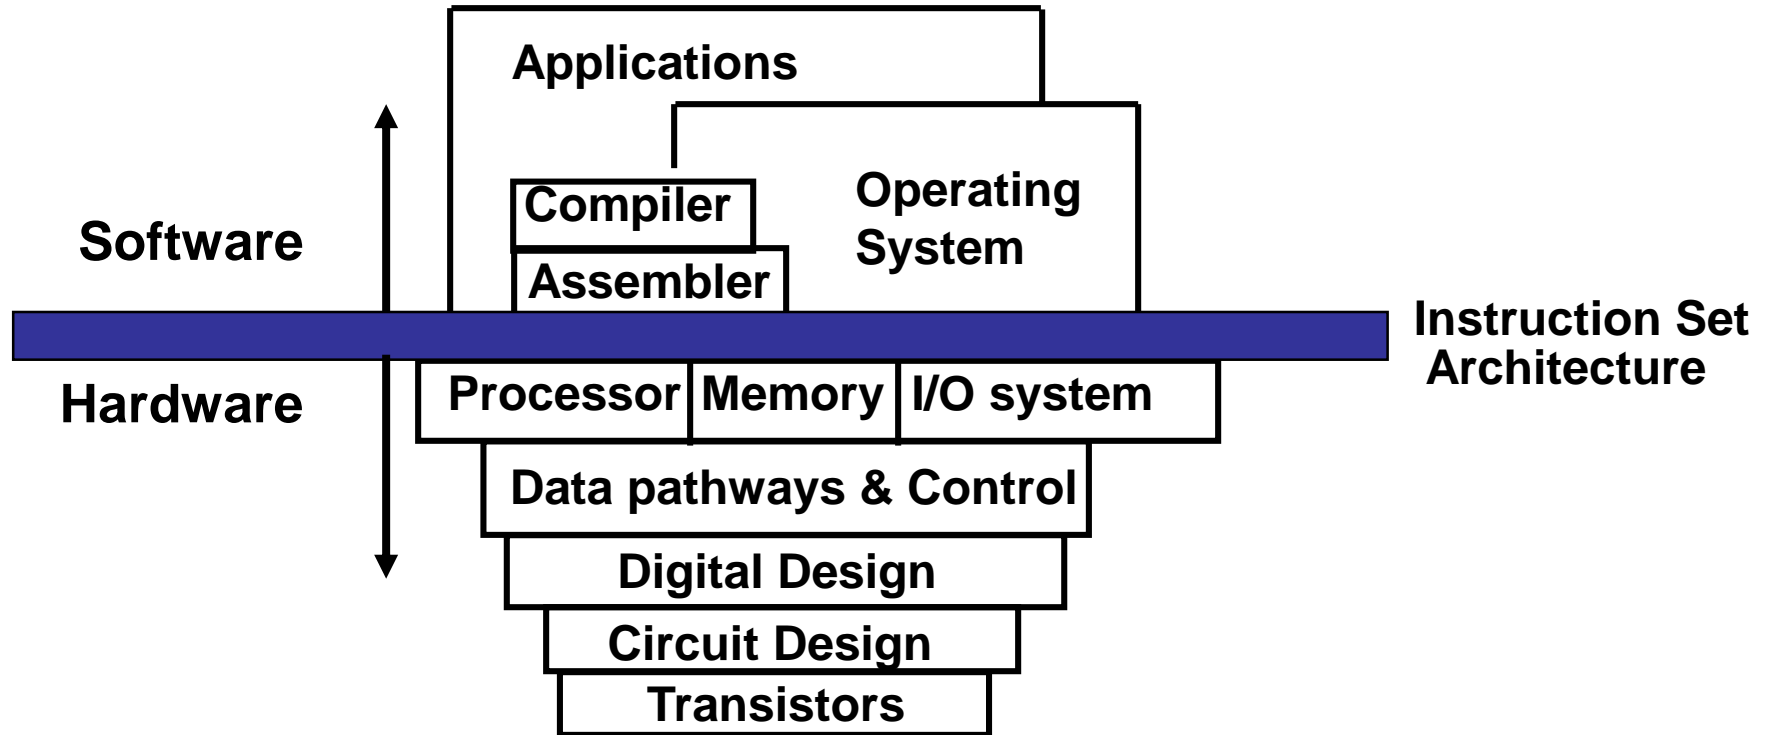 Applications
Compiler
Operating
System
Assembler
Software
Instruction Set
Architecture
Hardware
Processor
Memory
I/O system
Data pathways & Control
Digital Design
Circuit Design
Transistors